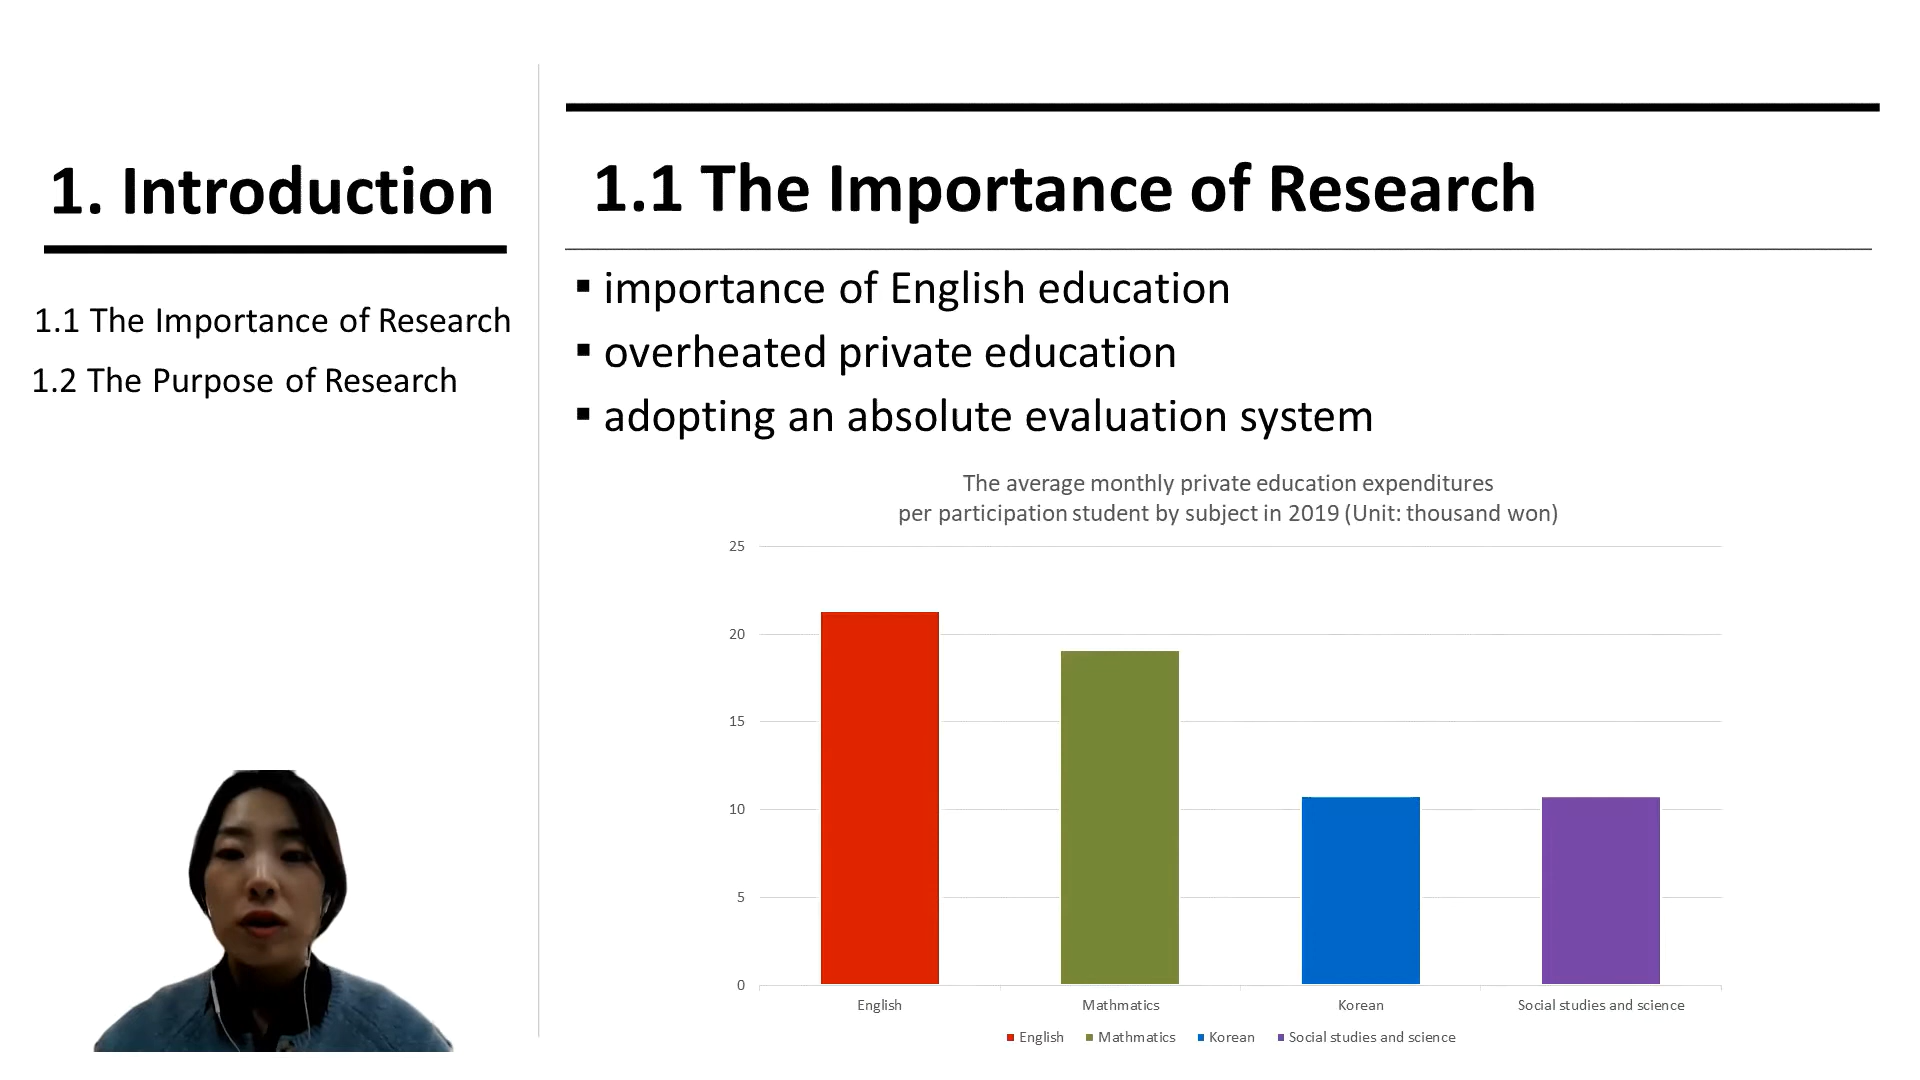 1. Introduction
1.1 The Importance of Research
1.2 The Purpose of Research
1.1 The Importance of Research
▪ importance of English education
▪ overheated private education
▪ adopting an absolute evaluation system
The average monthly private education expenditures
per participation student by subject in 2019 (Unit: thousand won)
25
20
15
10
5
0
English Mathmatics Korean Social studies and science
English Mathmatics Korean Social studies and science